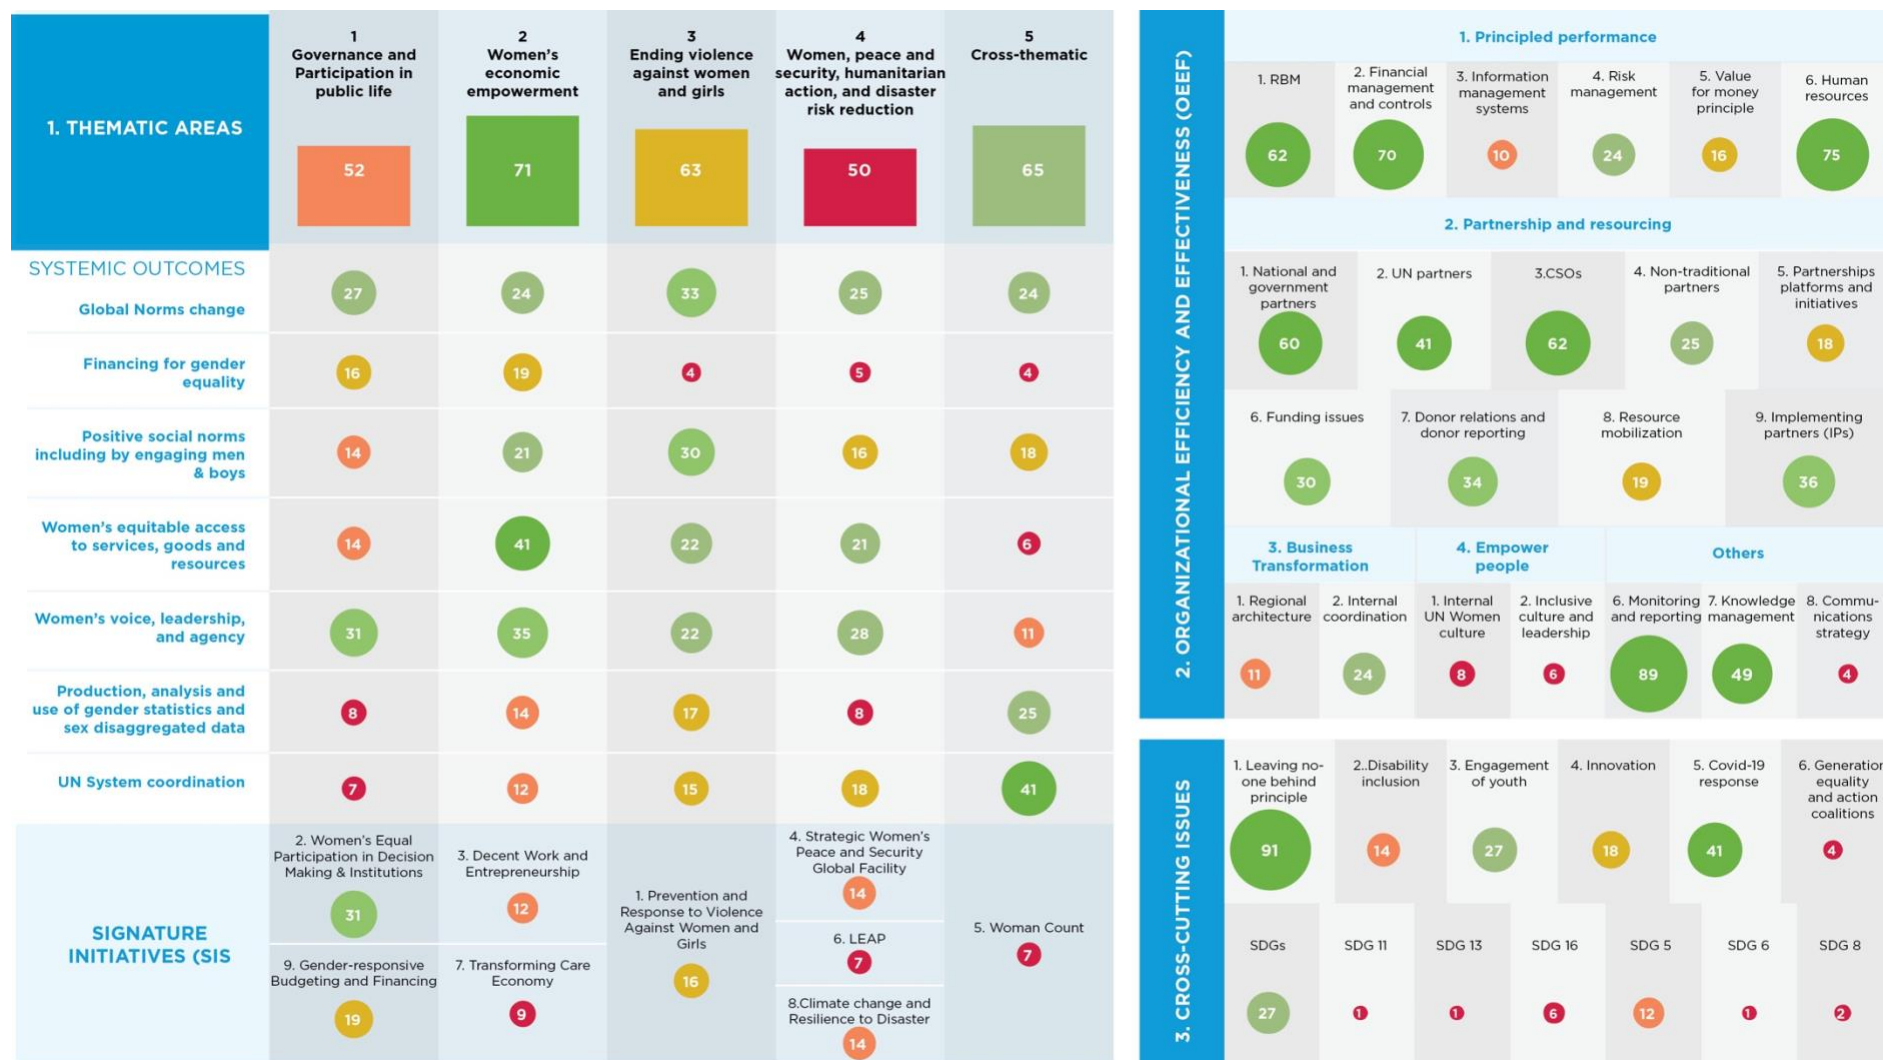 1. THEMATIC AREAS
1
Governance and
Participation in
public life
52
2
Women's
economic
empowerment
71
3
Ending violence
against women
and girls
63
4
Women, peace and
security, humanitarian
action, and disaster
risk reduction
50
5
Cross-thematic
65
SYSTEMIC OUTCOMES
Global Norms change
27
24
33
25
24
Financing for gender
equality
16
19
4
5
4
Positive social norms
including by engaging men
& boys
14
21
30
16
18
Women's equitable access
to services, goods and
resources
14
41
22
21
6
Women's voice, leadership,
and agency
31
35
22
28
11
Production, analysis and
use of gender statistics and
sex disaggregated data
8
14
17
8
25
UN System coordination
7
12
15
18
41
SIGNATURE
INITIATIVES (SIS
2. Women's Equal
Participation in Decision
Making & Institutions
31
9. Gender-responsive
Budgeting and Financing
19
3. Decent Work and
Entrepreneurship
12
7. Transforming Care
Economy
9
1. Prevention and
Response to Violence
Against Women and
Girls
16
4. Strategic Women's
Peace and Security
Global Facility
14
6. LEAP
7
8.Climate change and
Resilience to Disaster
14
5. Woman Count
7
2. ORGANIZATIONAL EFFICIENCY AND EFFECTIVENESS (OEEF)
1. Principled performance
1. RBM
62
2. Financial
management
and controls
70
3. Information
management
systems
10
4. Risk
management
24
5. Value
for money
principle
16
6. Human
resources
75
2. Partnership and resourcing
1. National and
government
partners
60
2. UN partners
41
3.CSOs
62
4. Non-traditional
partners
25
5. Partnerships
platforms and
initiatives
18
6. Funding issues
30
7. Donor relations and
donor reporting
34
8. Resource
mobilization
19
9. Implementing
partners (IPs)
36
3. Business
Transformation
4. Empower
people
Others
1. Regional
architecture
11
2. Internal
coordination
24
1. Internal
UN Women
culture
8
2. Inclusive
culture and
leadership
6
6. Monitoring
and reporting
89
7. Knowledge
management
49
8. Commu-
nications
strategy
4
3. CROSS-CUTTING ISSUES
1. Leaving no-
one behind
principle
91
2..Disability
inclusion
14
3. Engagement
of youth
27
4. Innovation
18
5. Covid-19
response
41
6. Generation
equality
and action
coalitions
4
SDGs
27
SDG 11
1
SDG 13
1
SDG 16
6
SDG 5
12
SDG 6
1
SDG 8
2